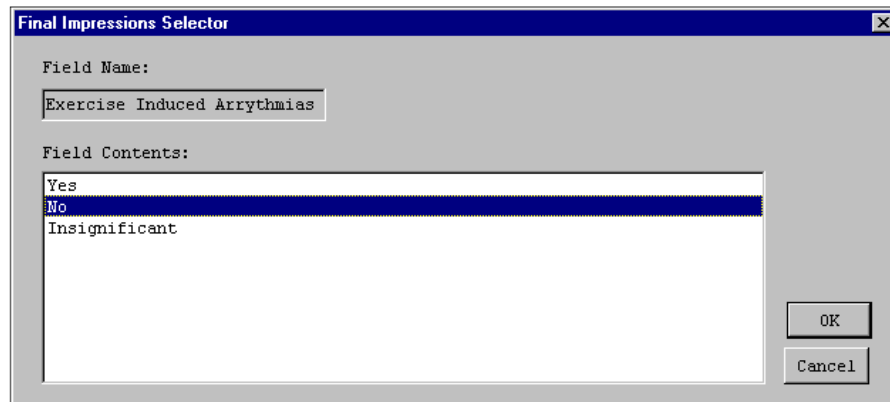 Final Impressions Selector
Field Name:
Exercise Induced Arrythmias
Field Contents:
Yes
No
Insignificant
OK
Cancel